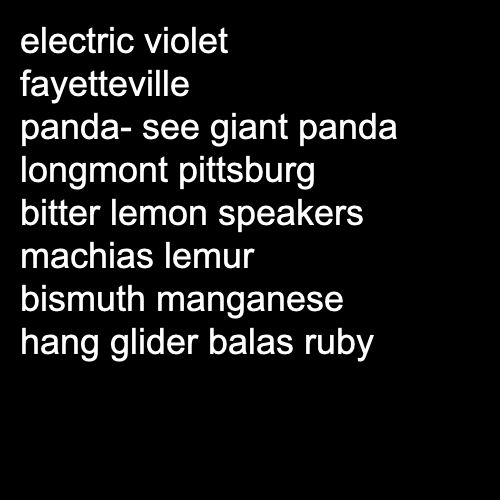 electric violet
fayetteville
panda- see giant panda
longmont pittsburg
bitter lemon speakers
machias lemur
bismuth manganese
hang glider balas ruby